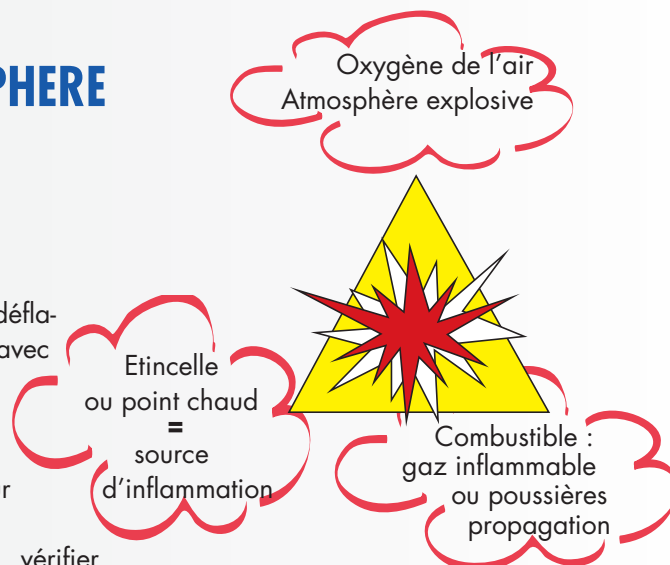 PHERE
Oxygène de l'air
Atmosphère explosive
défla-
avec
Etincelle
ou point chaud
=
source
d'inflammation
Combustible :
gaz inflammable
ou poussières
propagation
vérifier